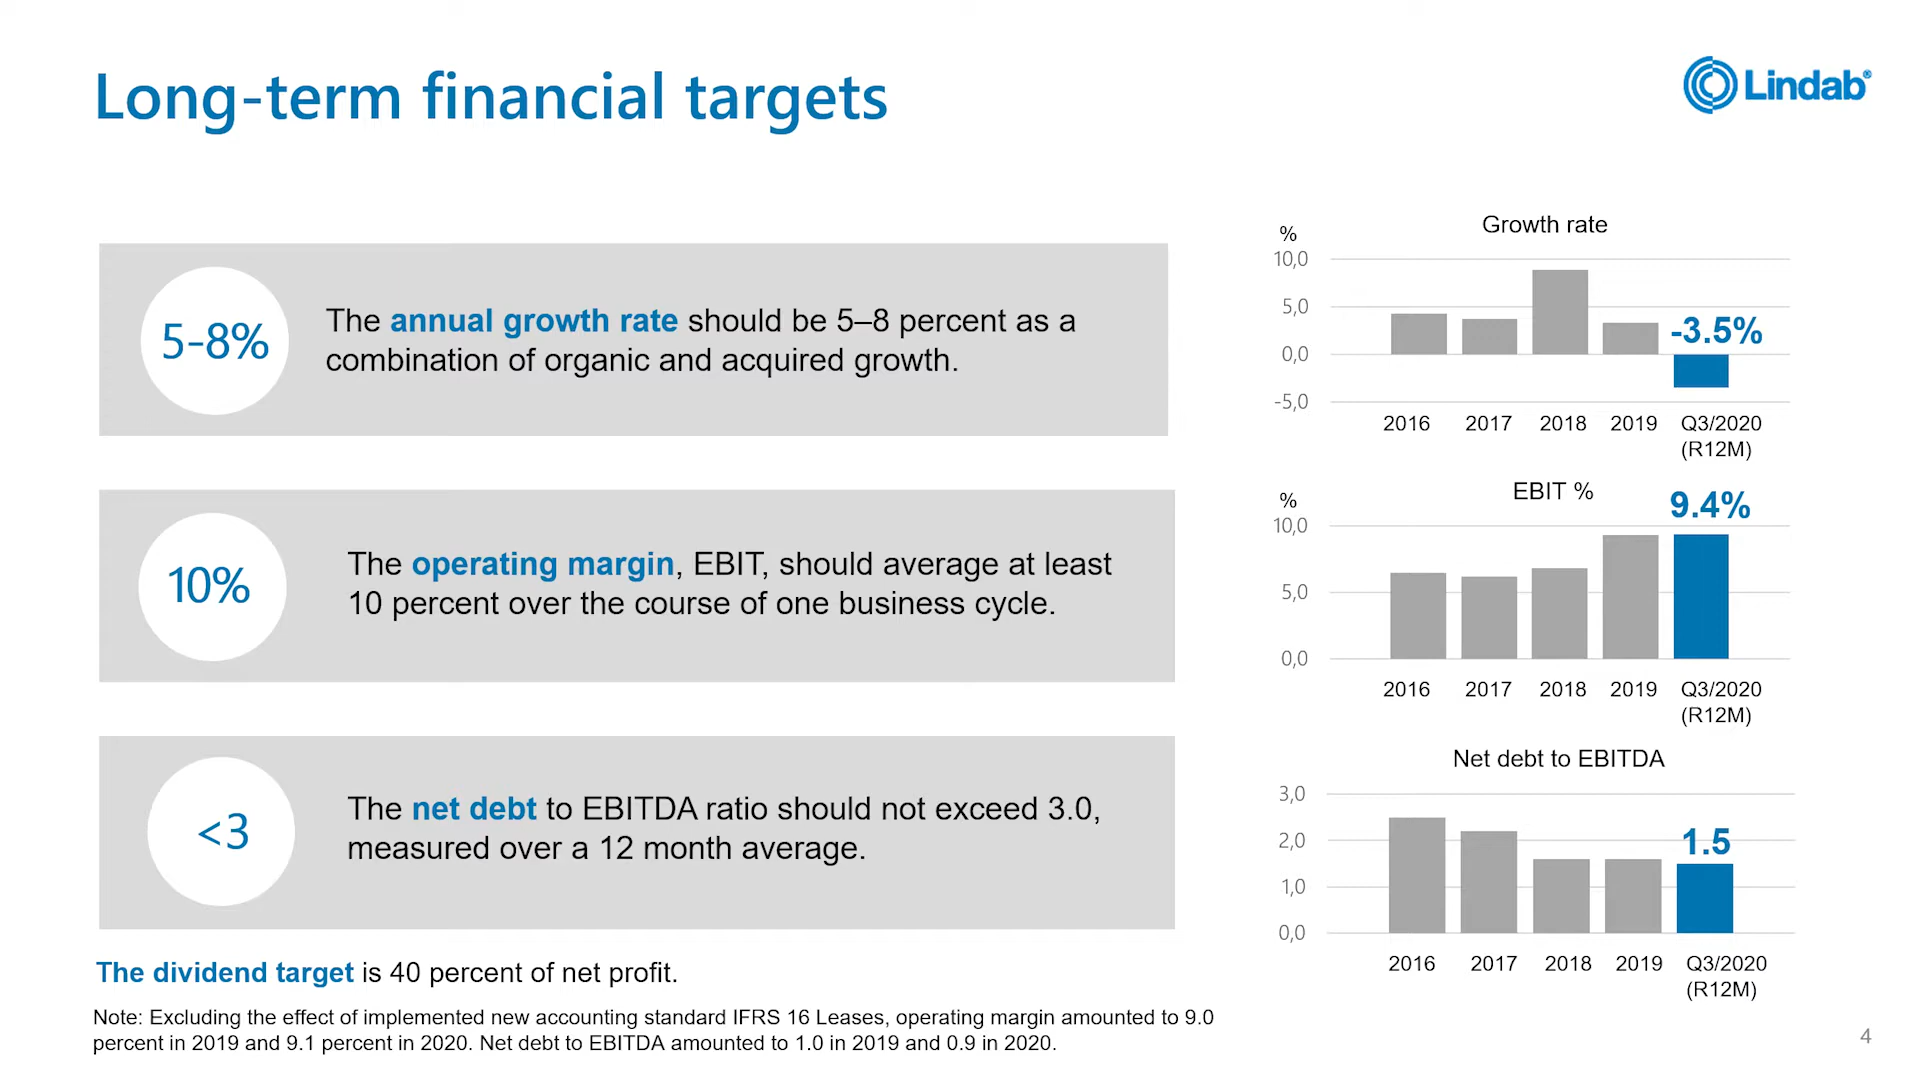 Long-term financial targets
Lindab®
5-8%
The annual growth rate should be 5–8 percent as a
combination of organic and acquired growth.
10%
The operating margin, EBIT, should average at least
10 percent over the course of one business cycle.
<3
The net debt to EBITDA ratio should not exceed 3.0,
measured over a 12 month average.
The dividend target is 40 percent of net profit.
Note: Excluding the effect of implemented new accounting standard IFRS 16 Leases, operating margin amounted to 9.0
percent in 2019 and 9.1 percent in 2020. Net debt to EBITDA amounted to 1.0 in 2019 and 0.9 in 2020.
Growth rate
%
10,0
5,0
-3.5%
0,0
-5,0
2016 2017 2018 2019 Q3/2020
(R12M)
EBIT %
%
9.4%
10,0
5,0
0,0
2016 2017 2018 2019 Q3/2020
(R12M)
Net debt to EBITDA
3,0
2,0
1.5
1,0
0,0
2016 2017 2018 2019 Q3/2020
(R12M)
4